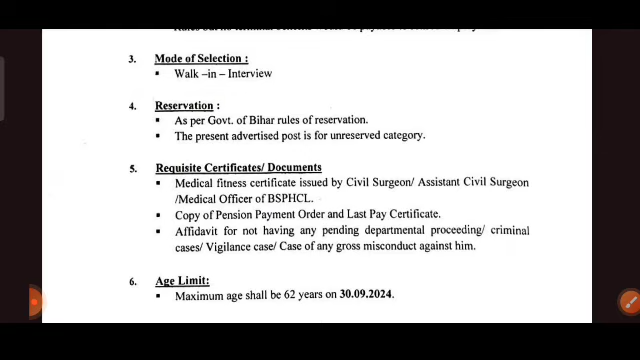 3. Mode of Selection :
▪ Walk –in – Interview
4. Reservation :
▪ As per Govt. of Bihar rules of reservation.
▪ The present advertised post is for unreserved category.
5. Requisite Certificates/ Documents
▪ Medical fitness certificate issued by Civil Surgeon/ Assistant Civil Surgeon
/Medical Officer of BSPHCL.
▪ Copy of Pension Payment Order and Last Pay Certificate.
▪ Affidavit for not having any pending departmental proceeding/ criminal
cases/ Vigilance case/ Case of any gross misconduct against him.
6. Age Limit:
▪ Maximum age shall be 62 years on 30.09.2024.